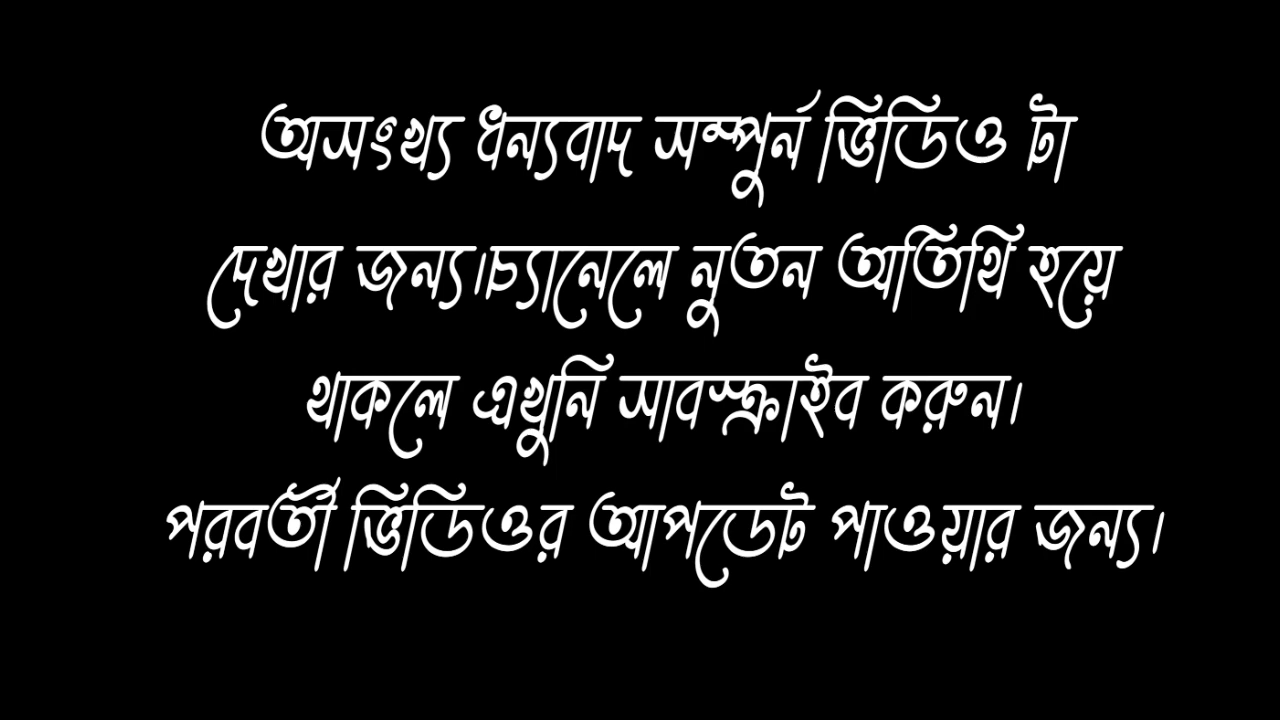 অসংখ্য ধন্যবাদ সম্পুর্ন ভিডিও টা
দেখার জন্য।চ্যানেলে নুতন অতিথি হয়ে
থাকলে এখুনি সাবস্ক্রাইব করুন।
পরবর্তী ভিডিওর আপডেট পাওয়ার জন্য।